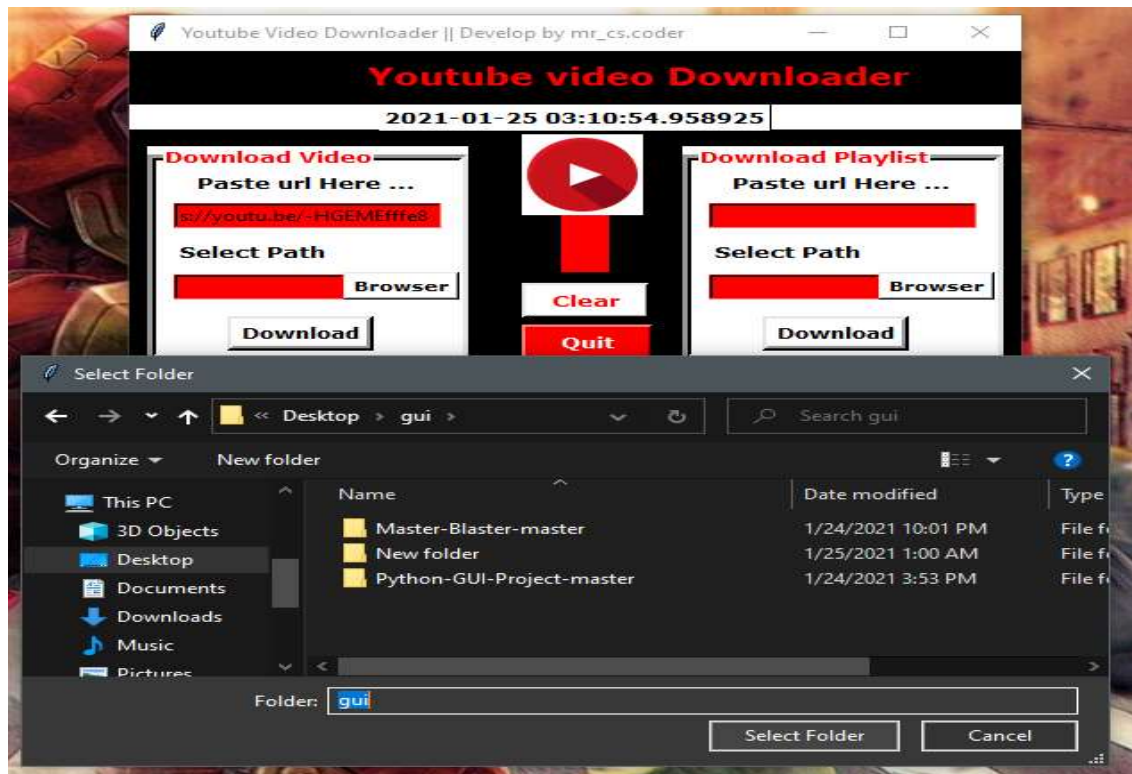 Youtube Video Downloader || Develop by mr_cs.coder
Youtube video Downloader
2021-01-25 03:10:54.958925
Download Video
Paste url Here ...
s://youtu.be/-HGEMEfffe8
Select Path
Browser
Download
Clear
Quit
Download Playlist
Paste url Here ...
Select Path
Browser
Download
Select Folder
« Desktop › gui ›
Search gui
Organize
New folder
This PC
3D Objects
Desktop
Documents
Downloads
Music
Pictures
Name Date modified Type
Master-Blaster-master 1/24/2021 10:01 PM File f
New folder 1/25/2021 1:00 AM File f
Python-GUI-Project-master 1/24/2021 3:53 PM File f
Folder: gui
Select Folder Cancel